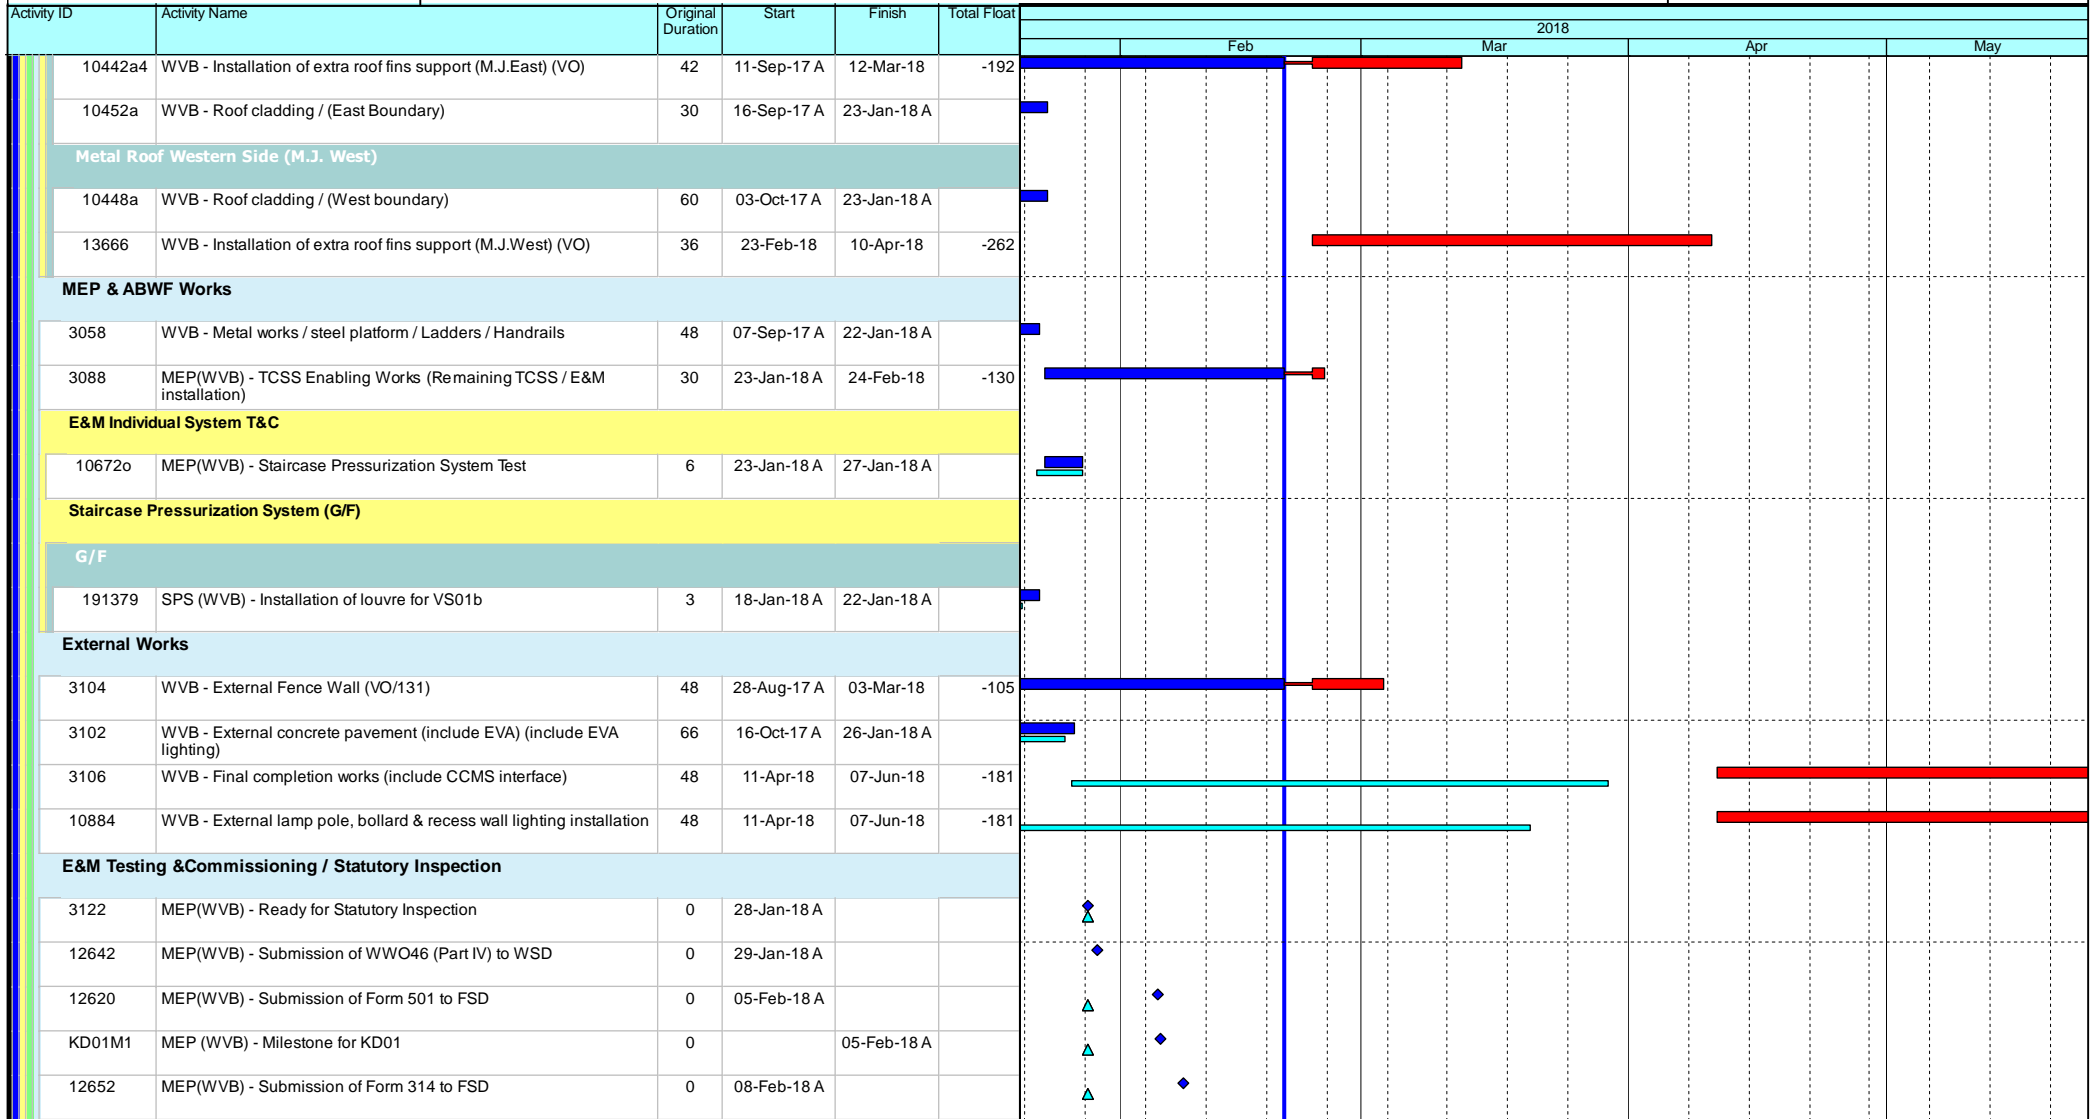 Activity ID Activity Name Original Duration Start Finish Total Float
2018
Feb Mar Apr May
10442a4 WVB - Installation of extra roof fins support (M.J.East) (VO) 42 11-Sep-17 A 12-Mar-18 -192
10452a WVB - Roof cladding / (East Boundary) 30 16-Sep-17 A 23-Jan-18 A
Metal Roof Western Side (M.J. West)
10448a WVB - Roof cladding / (West boundary) 60 03-Oct-17 A 23-Jan-18 A
13666 WVB - Installation of extra roof fins support (M.J.West) (VO) 36 23-Feb-18 10-Apr-18 -262
MEP & ABWF Works
3058 WVB - Metal works / steel platform / Ladders / Handrails 48 07-Sep-17 A 22-Jan-18 A
3088 MEP(WVB) - TCSS Enabling Works (Remaining TCSS / E&M 30 23-Jan-18 A 24-Feb-18 -130
installation)
E&M Individual System T&C
10672o MEP(WVB) - Staircase Pressurization System Test 6 23-Jan-18 A 27-Jan-18 A
Staircase Pressurization System (G/F)
G/F
191379 SPS (WVB) - Installation of louvre for VS01b 3 18-Jan-18 A 22-Jan-18 A
External Works
3104 WVB - External Fence Wall (VO/131) 48 28-Aug-17 A 03-Mar-18 -105
3102 WVB - External concrete pavement (include EVA) (include EVA 66 16-Oct-17 A 26-Jan-18 A
lighting)
3106 WVB - Final completion works (include CCMS interface) 48 11-Apr-18 07-Jun-18 -181
10884 WVB - External lamp pole, bollard & recess wall lighting installation 48 11-Apr-18 07-Jun-18 -181
E&M Testing &Commissioning / Statutory Inspection
3122 MEP(WVB) - Ready for Statutory Inspection 0 28-Jan-18 A
12642 MEP(WVB) - Submission of WWO46 (Part IV) to WSD 0 29-Jan-18 A
12620 MEP(WVB) - Submission of Form 501 to FSD 0 05-Feb-18 A
KD01M1 MEP (WVB) - Milestone for KD01 0 05-Feb-18 A
12652 MEP(WVB) - Submission of Form 314 to FSD 0 08-Feb-18 A